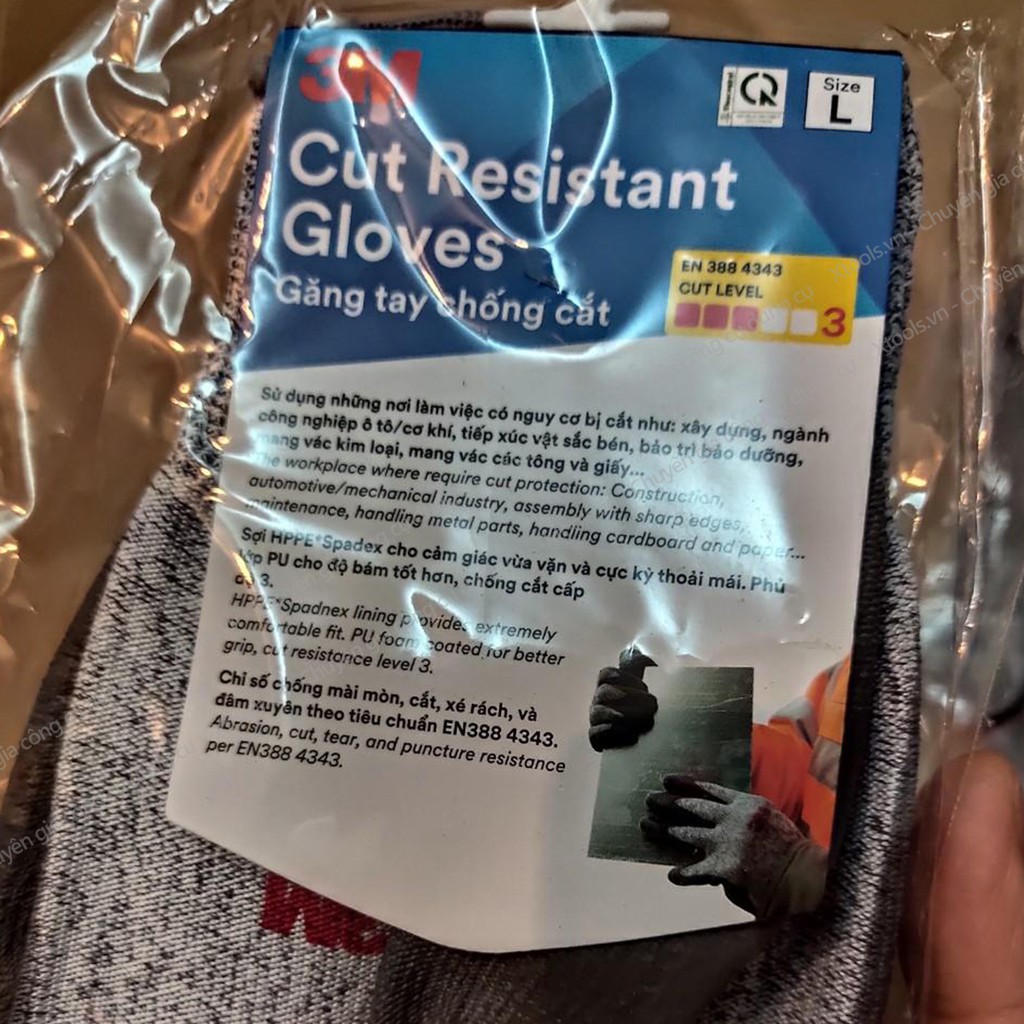 3M
Size
L
Cut Resistant
Gloves
Găng tay chống cắt
EN 388 4343
CUT LEVEL
3
Sử dụng những nơi làm việc có nguy cơ bị cắt như: xây dựng, ngành
công nghiệp ô tô/cơ khí, tiếp xúc vật sắc bén, bảo trì bảo dưỡng,
mang vác kim loại, mang vác các tông và giấy...
The workplace where require cut protection: Construction,
automotive/mechanical industry, assembly with sharp edges,
maintenance, handling metal parts, handling cardboard and paper...
Sợi HPPE*Spadex cho cảm giác vừa vặn và cực kỳ thoải mái. Phủ
lớp PU cho độ bám tốt hơn, chống cắt cấp
độ 3.
HPPE*Spadnex lining provides extremely
comfortable fit. PU foam coated for better
grip, cut resistance level 3.
Chỉ số chống mài mòn, cắt, xé rách, và
đâm xuyên theo tiêu chuẩn EN388 4343.
Abrasion, cut, tear, and puncture resistance
per EN388 4343.
3M